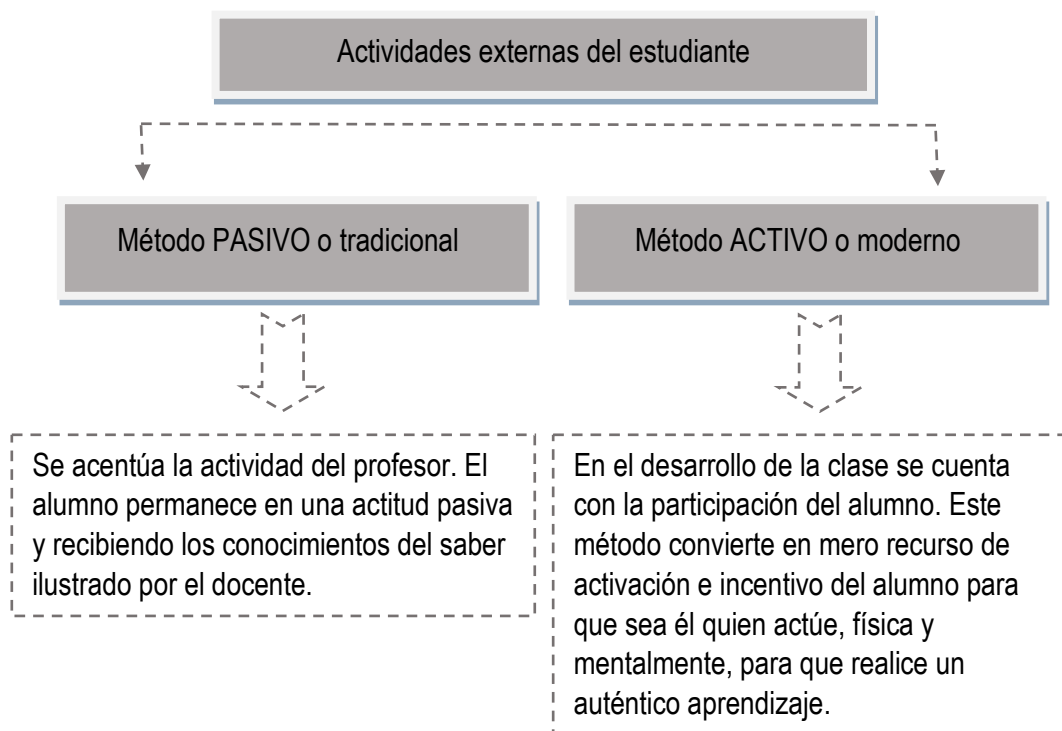 Actividades externas del estudiante
Método PASIVO o tradicional
Método ACTIVO o moderno
Se acentúa la actividad del profesor. El
alumno permanece en una actitud pasiva
y recibiendo los conocimientos del saber
ilustrado por el docente.
En el desarrollo de la clase se cuenta
con la participación del alumno. Este
método convierte en mero recurso de
activación e incentivo del alumno para
que sea él quien actúe, física y
mentalmente, para que realice un
auténtico aprendizaje.